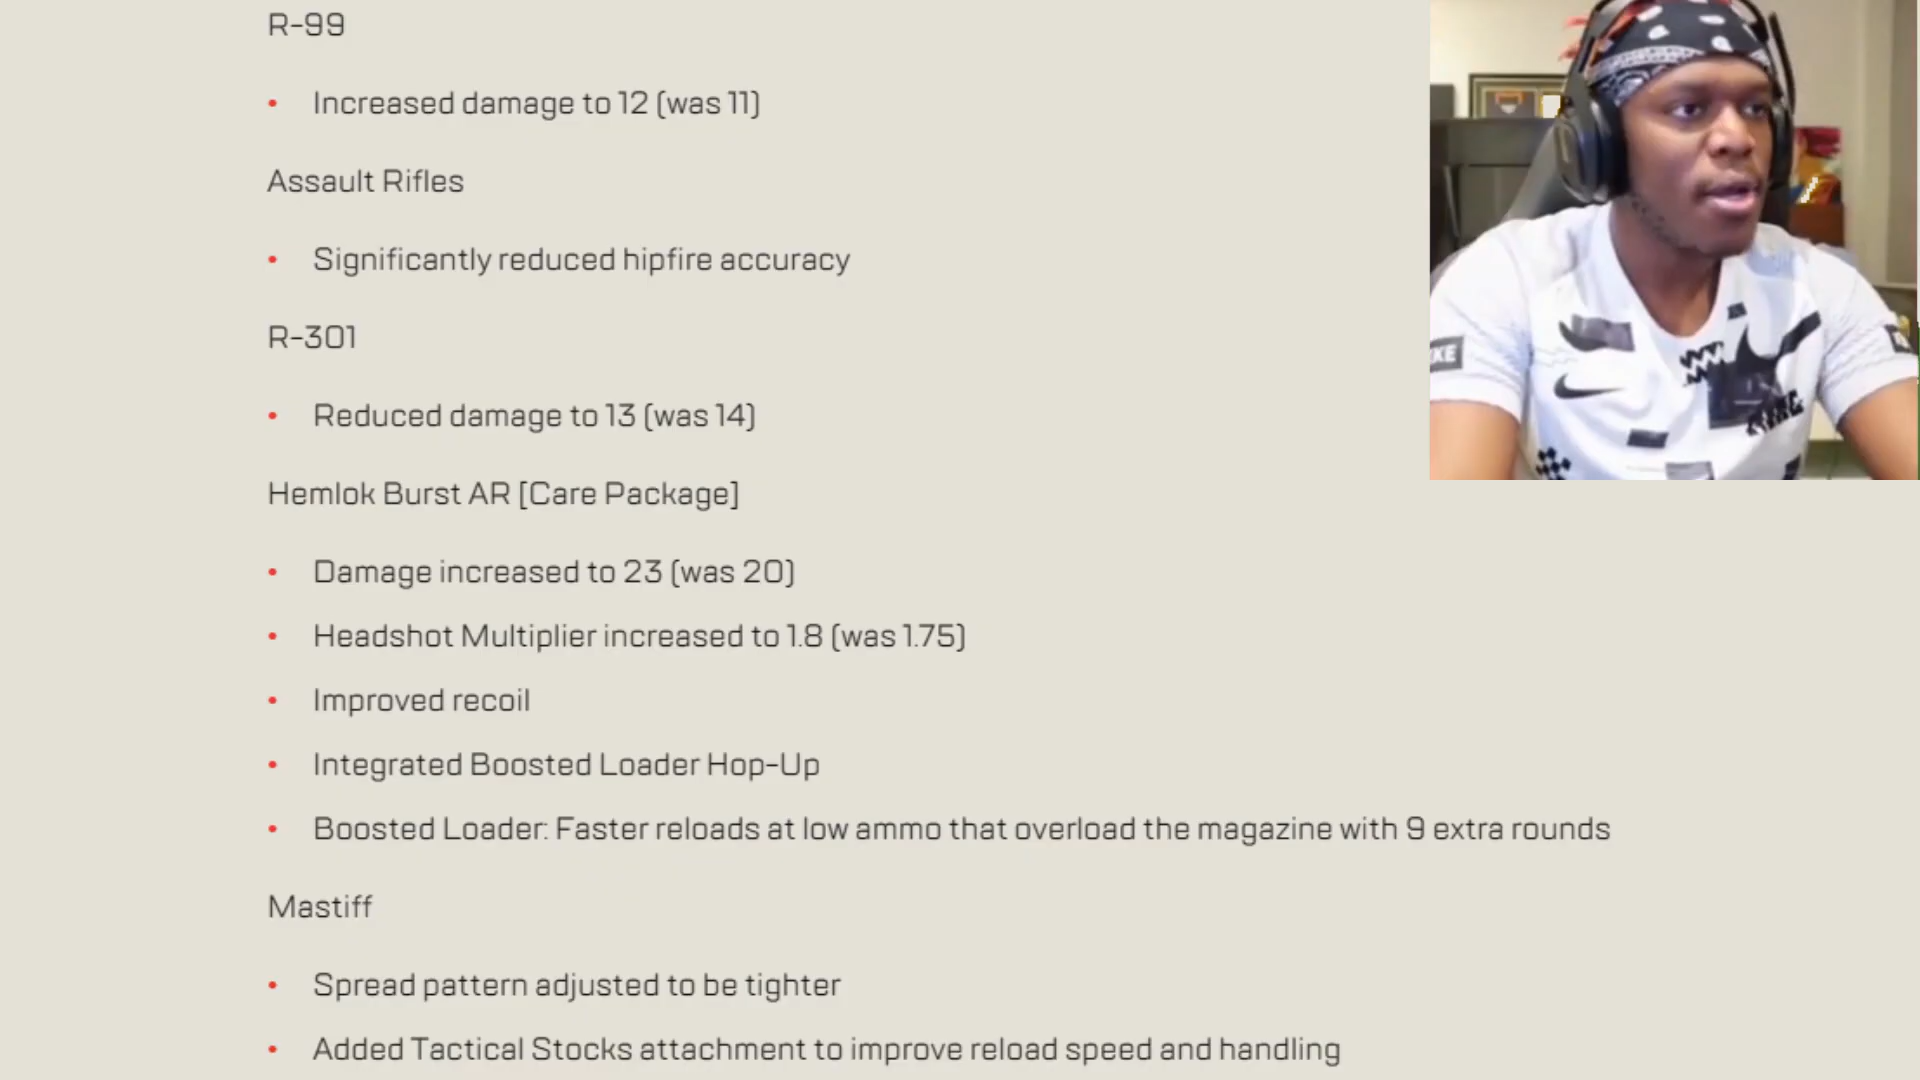 R-99
• Increased damage to 12 (was 11)
Assault Rifles
• Significantly reduced hipfire accuracy
R-301
• Reduced damage to 13 (was 14)
Hemlok Burst AR [Care Package]
• Damage increased to 23 (was 20)
• Headshot Multiplier increased to 1.8 (was 1.75)
• Improved recoil
• Integrated Boosted Loader Hop-Up
• Boosted Loader: Faster reloads at low ammo that overload the magazine with 9 extra rounds
Mastiff
• Spread pattern adjusted to be tighter
• Added Tactical Stocks attachment to improve reload speed and handling